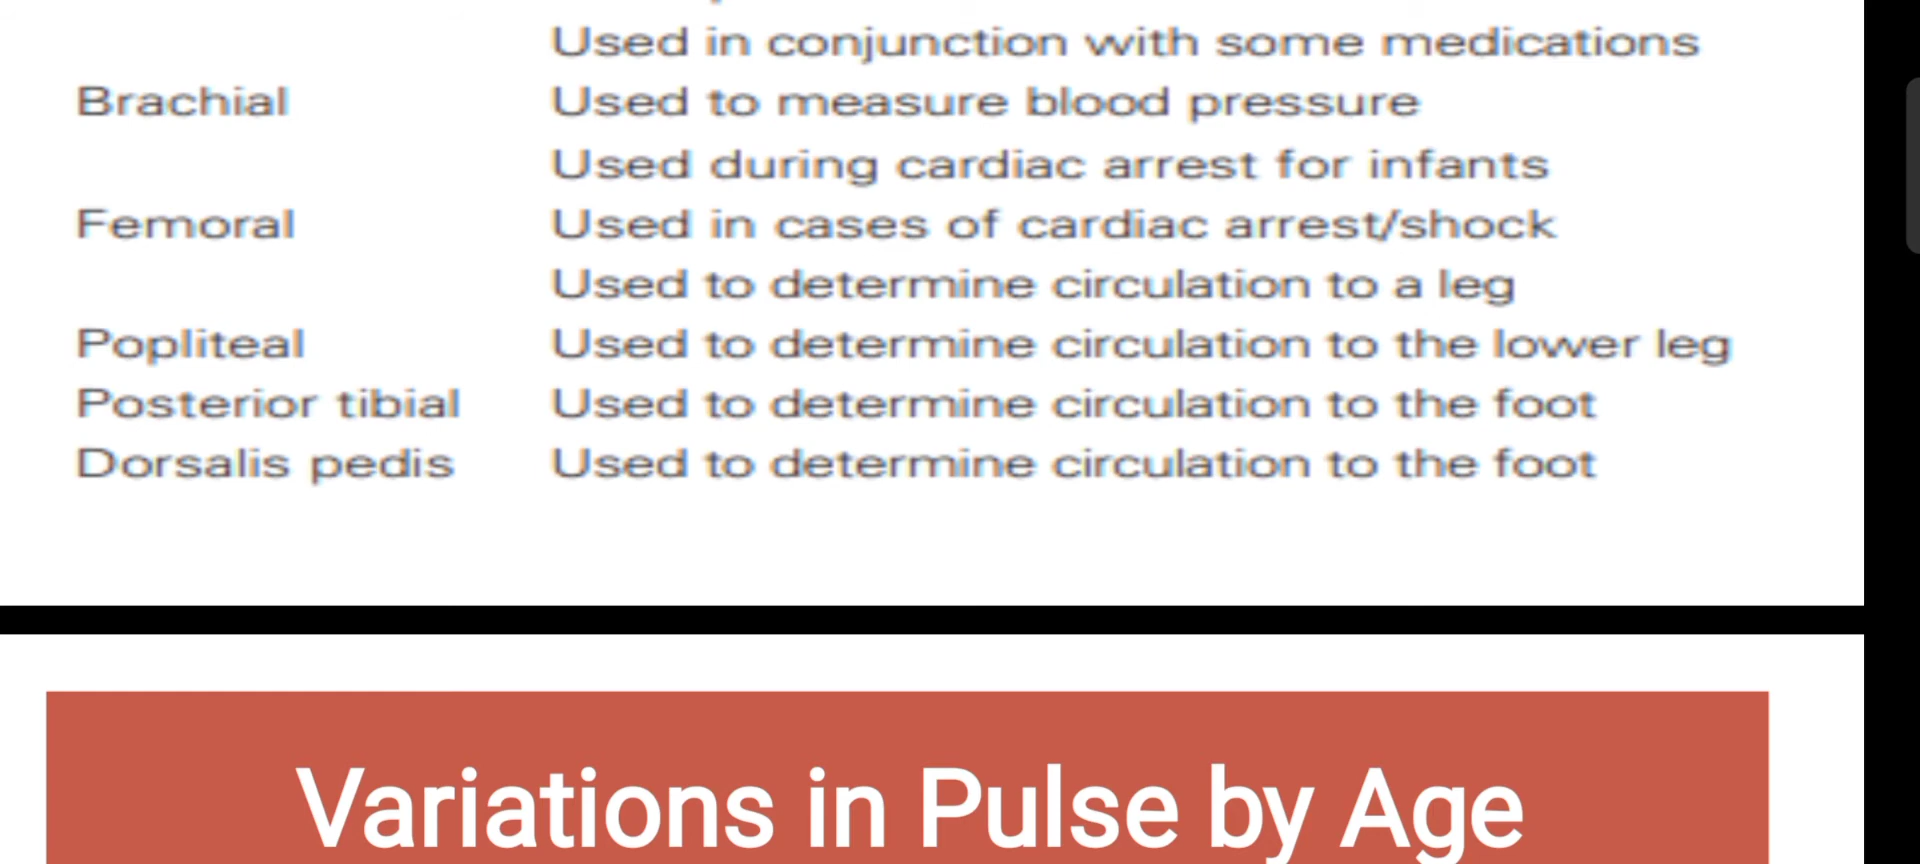 Used in conjunction with some medications
Brachial Used to measure blood pressure
Used during cardiac arrest for infants
Femoral Used in cases of cardiac arrest/shock
Used to determine circulation to a leg
Popliteal Used to determine circulation to the lower leg
Posterior tibial Used to determine circulation to the foot
Dorsalis pedis Used to determine circulation to the foot
Variations in Pulse by Age